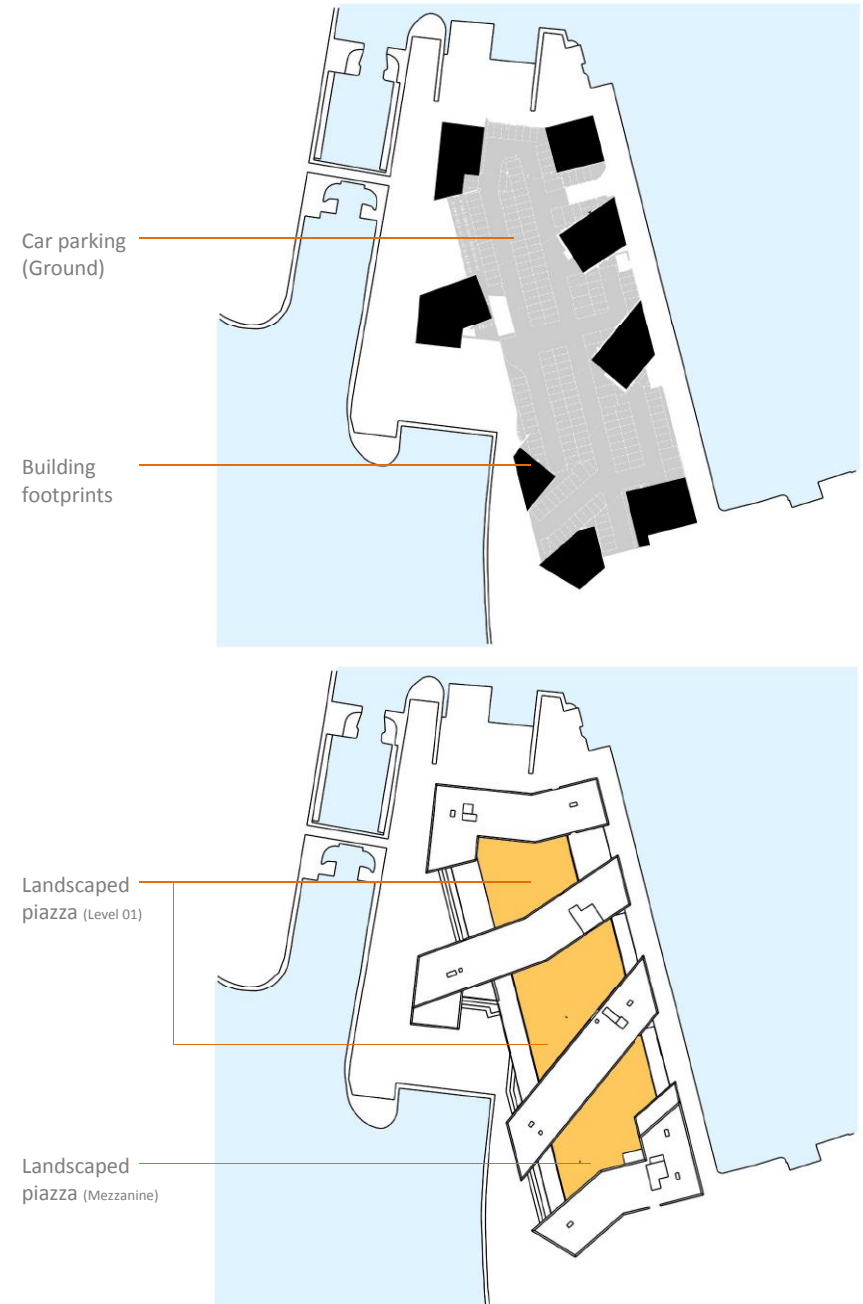 Car parking
(Ground)
Building
footprints
Landscaped
piazza (Level 01)
Landscaped
piazza (Mezzanine)